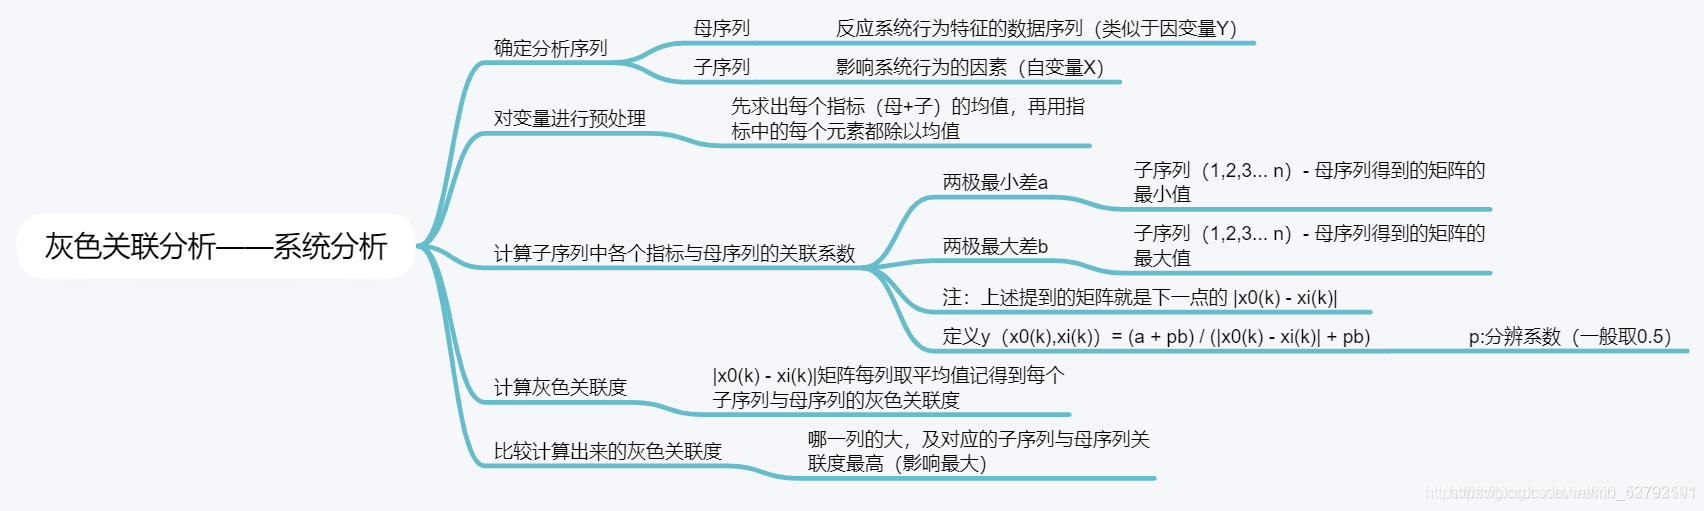 灰色关联分析——系统分析
确定分析序列
母序列
反应系统行为特征的数据序列（类似于因变量Y）
子序列
影响系统行为的因素（自变量X）
对变量进行预处理
先求出每个指标（母+子）的均值，再用指
标中的每个元素都除以均值
计算子序列中各个指标与母序列的关联系数
两极最小差a
子序列（1,2,3... n）- 母序列得到的矩阵的
最小值
两极最大差b
子序列（1,2,3... n）- 母序列得到的矩阵的
最大值
注：上述提到的矩阵就是下一点的 |x0(k) - xi(k)|
定义y（x0(k),xi(k)）= (a + pb) / (|x0(k) - xi(k)| + pb)
p:分辨系数（一般取0.5）
计算灰色关联度
|x0(k) - xi(k)|矩阵每列取平均值记得到每个
子序列与母序列的灰色关联度
比较计算出来的灰色关联度
哪一列的大，及对应的子序列与母序列关
联度最高（影响最大）